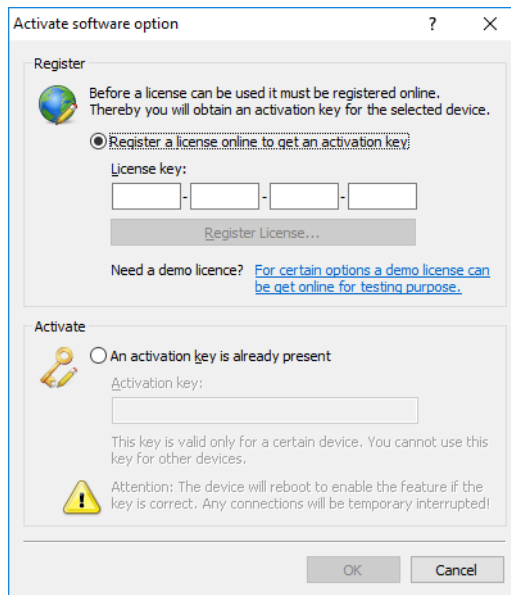 Activate software option
?
Register
Before a license can be used it must be registered online.
Thereby you will obtain an activation key for the selected device.
Register a license online to get an activation key
License key:
- - -
Register License...
Need a demo licence? For certain options a demo license can
be get online for testing purpose.
Activate
An activation key is already present
Activation key:
This key is valid only for a certain device. You cannot use this
key for other devices.
Attention: The device will reboot to enable the feature if the
key is correct. Any connections will be temporary interrupted!
OK
Cancel